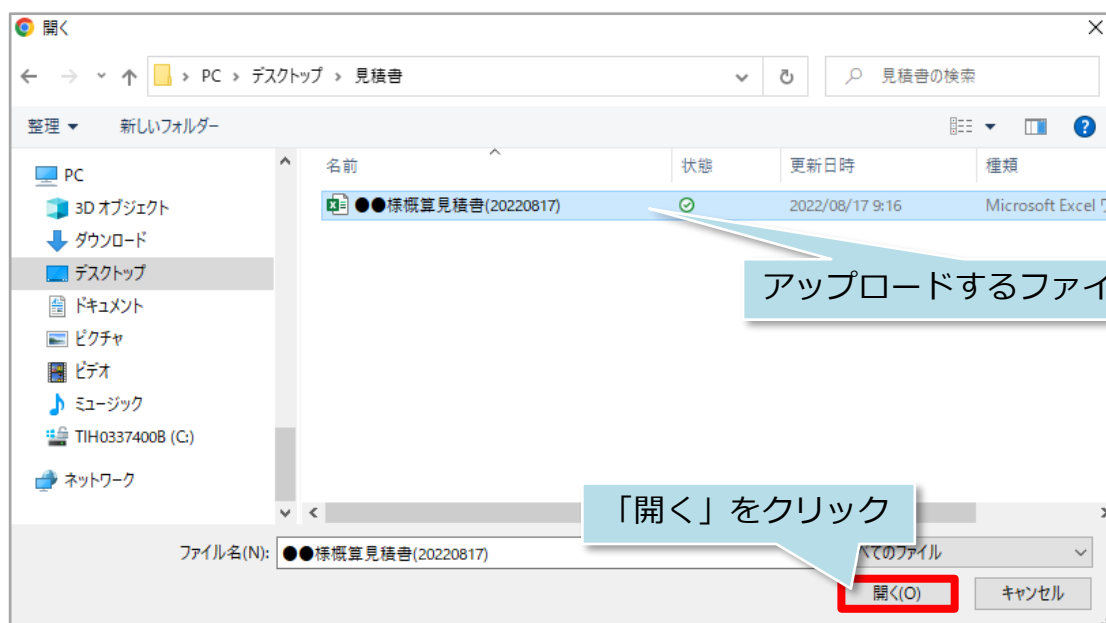 開く
PC › デスクトップ › 見積書
見積書の検索
整理 新しいフォルダー
名前 状態 更新日時 種類
PC
3D オブジェクト
ダウンロード
デスクトップ
ドキュメント
ピクチャ
ビデオ
ミュージック
TIH0337400B (C:)
ネットワーク
●●様概算見積書(20220817) 2022/08/17 9:16 Microsoft Excel
アップロードするファイ
「開く」をクリック
ファイル名(N): ●●様概算見積書(20220817)
べてのファイル
開く(O) キャンセル